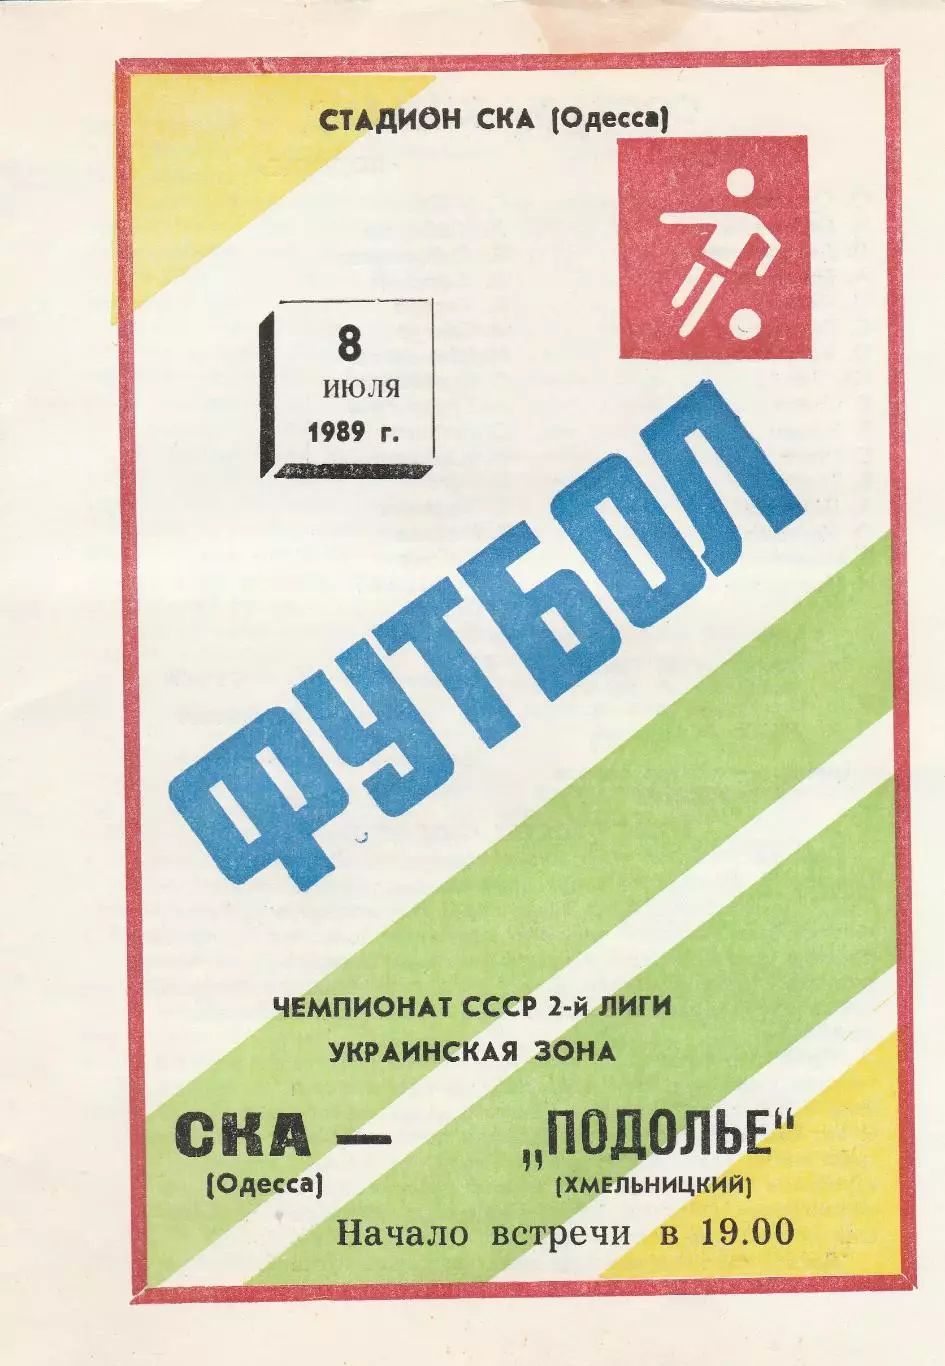 СТАДИОН СКА (Одесса)
8
ИЮЛЯ
1989 г.
ФУТБОЛ
ЧЕМПИОНАТ СССР 2-й ЛИГИ
УКРАИНСКАЯ ЗОНА
СКА — „ПОДОЛЬЕ“
(Одесса) (ХМЕЛЬНИЦКИЙ)
Начало встречи в 19.00